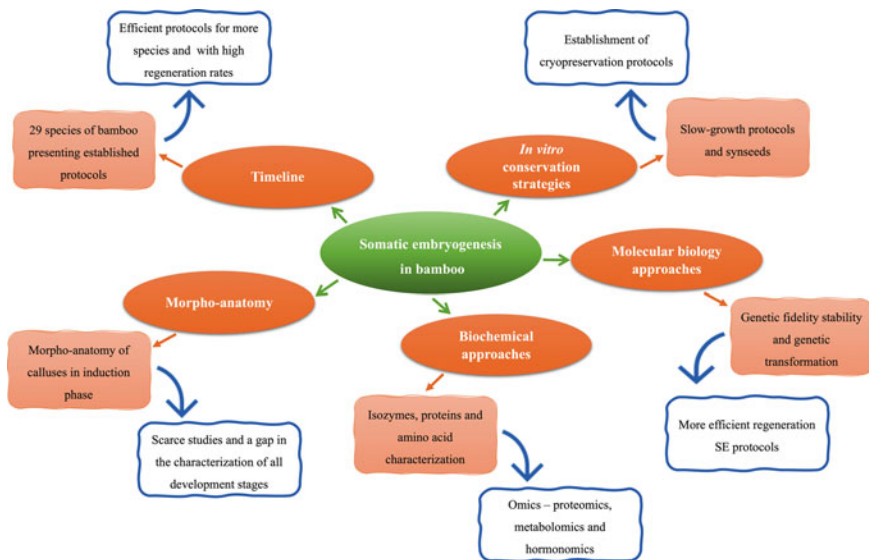 Efficient protocols for more
species and with high
regeneration rates
Establishment of
cryopreservation protocols
29 species of bamboo
presenting established
protocols
Timeline
In vitro
conservation
strategies
Slow-growth protocols
and synseeds
Somatic embryogenesis
in bamboo
Molecular biology
approaches
Morpho-anatomy
Biochemical
approaches
Genetic fidelity stability
and genetic
transformation
Morpho-anatomy of
calluses in induction
phase
Isozymes, proteins and
amino acid
characterization
More efficient regeneration
SE protocols
Scarce studies and a gap in
the characterization of all
development stages
Omics – proteomics,
metabolomics and
hormonomics